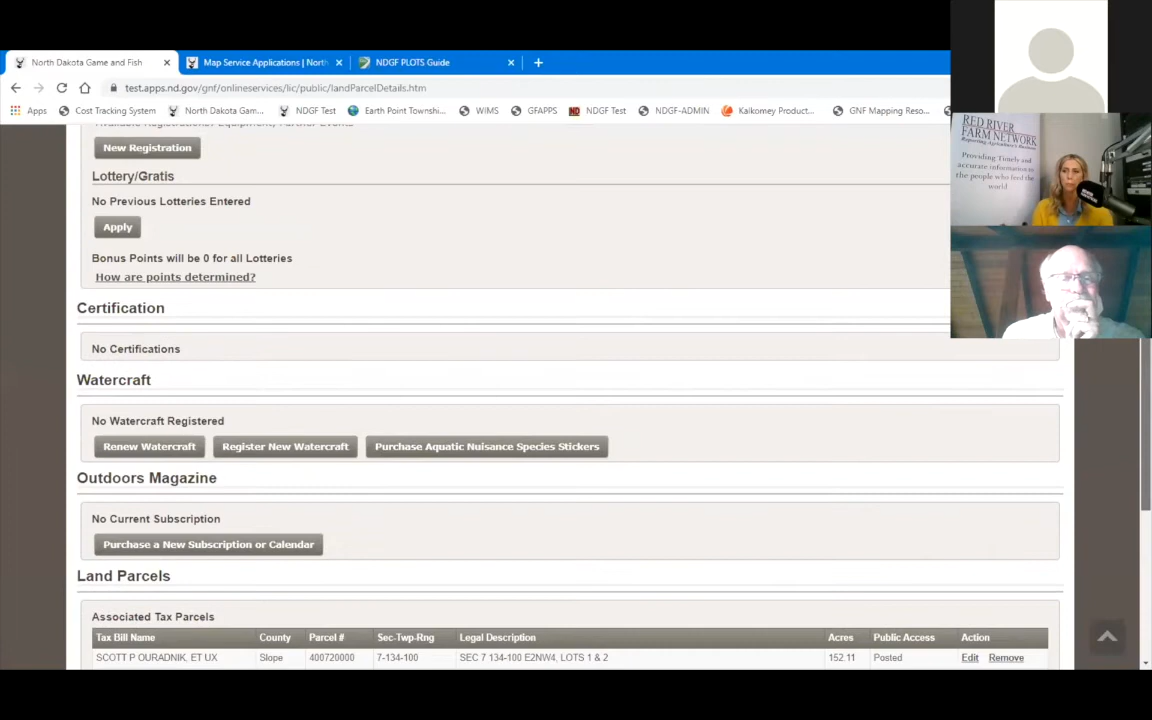 North Dakota Game and Fish
Map Service Applications | North
NDGF PLOTS Guide
test.apps.nd.gov/gnf/onlineservices/lic/public/landParcelDetails.htm
Apps Cost Tracking System North Dakota Gam... NDGF Test Earth Point Townshi... WIMS GFAPPS NDGF Test NDGF-ADMIN Kaikomey Product... GNF Mapping Reso...
New Registration
Lottery/Gratis
No Previous Lotteries Entered
Apply
Bonus Points will be 0 for all Lotteries
How are points determined?
Certification
No Certifications
Watercraft
No Watercraft Registered
Renew Watercraft Register New Watercraft Purchase Aquatic Nuisance Species Stickers
Outdoors Magazine
No Current Subscription
Purchase a New Subscription or Calendar
Land Parcels
Associated Tax Parcels
Tax Bill Name County Parcel # Sec-Twp-Rng Legal Description Acres Public Access Action
SCOTT P OURADNIK, ET UX Slope 400720000 7-134-100 SEC 7 134-100 E2NW4, LOTS 1 & 2 152.11 Posted Edit Remove
RED RIVER
FARM NETWORK
Reporting Agriculture's Business
Providing Timely and
accurate information to
the people who feed the
world